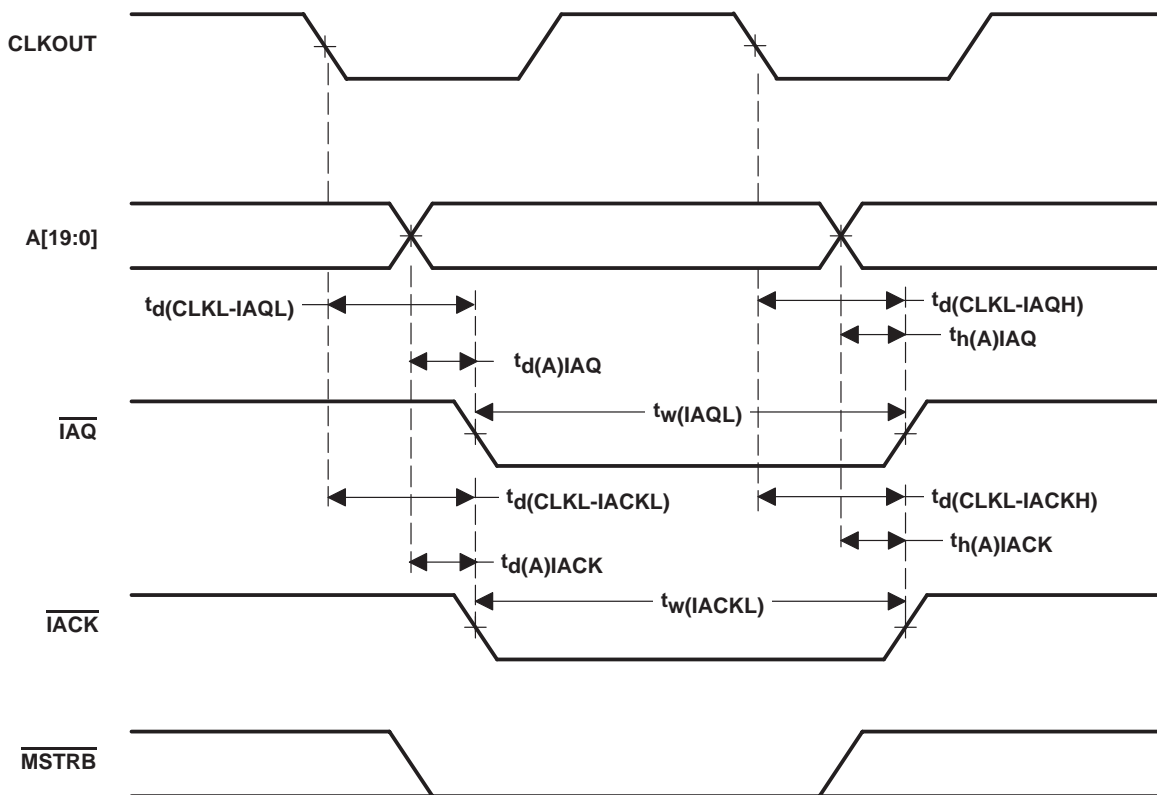 CLKOUT
A[19:0]
td(CLKL-IAQL)
td(CLKL-IAQH)
th(A)IAQ
td(A)IAQ
IAQ
tw(IAQL)
td(CLKL-IACKL)
td(CLKL-IACKH)
th(A)IACK
td(A)IACK
IACK
tw(IACKL)
MSTRB